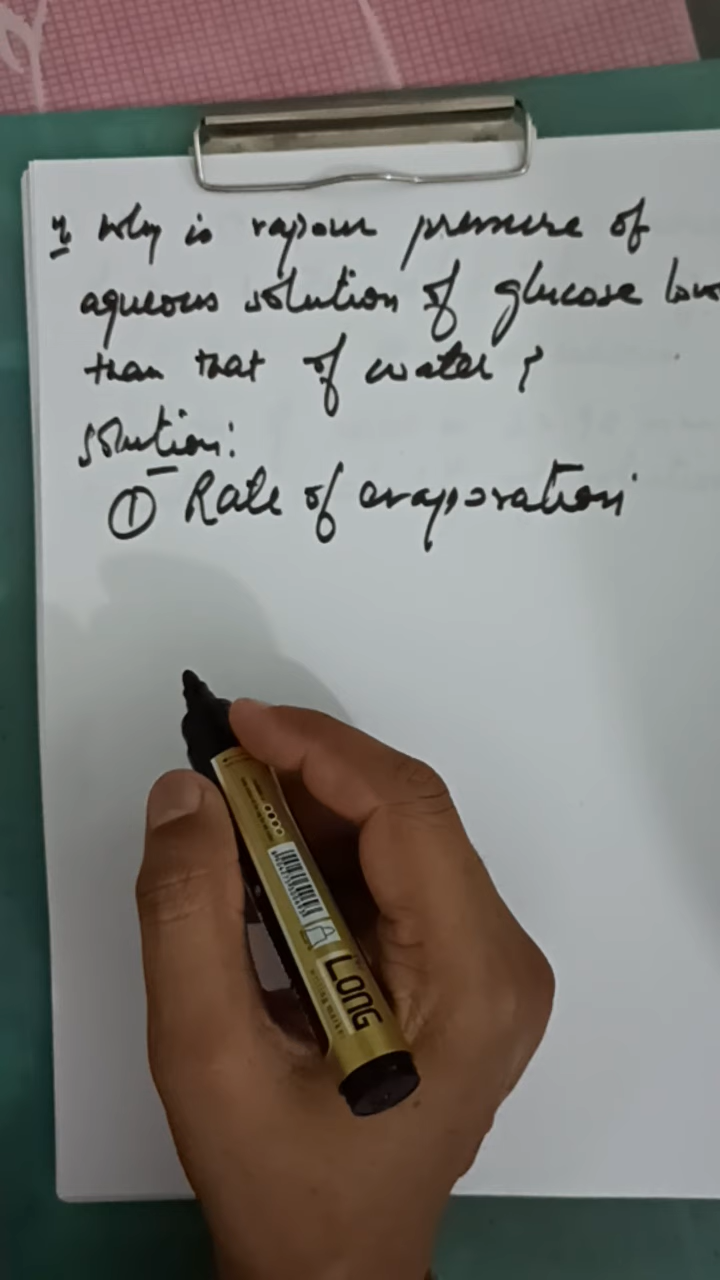 Q Why is vapour pressure of
aqueous solution of glucose low
than that of water ?
solution:
① Rate of evaporation
LONG